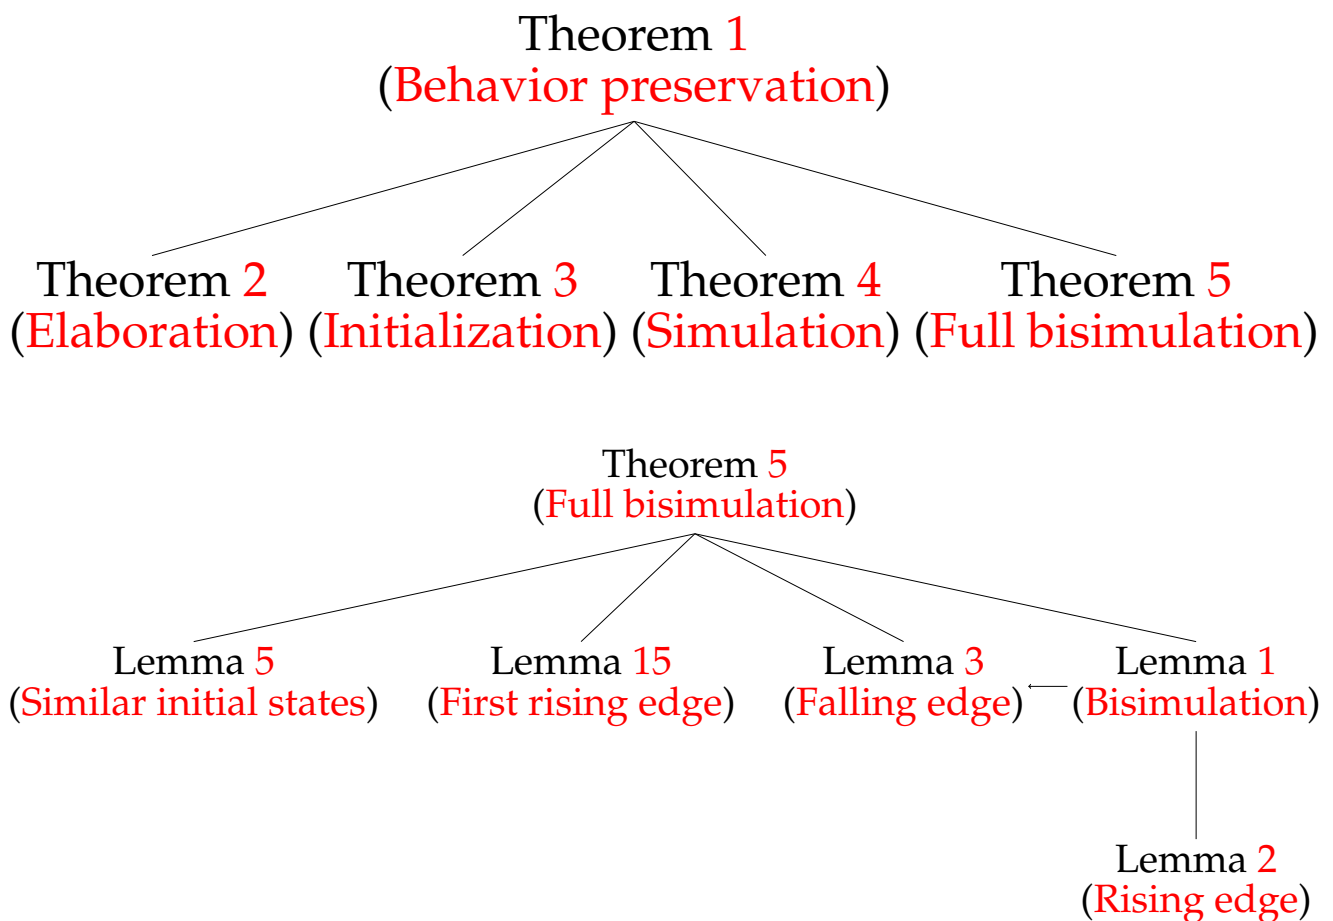 Theorem 1
(Behavior preservation)
Theorem 2 Theorem 3 Theorem 4 Theorem 5
(Elaboration) (Initialization) (Simulation) (Full bisimulation)
Theorem 5
(Full bisimulation)
Lemma 5 Lemma 15 Lemma 3 Lemma 1
(Similar initial states) (First rising edge) (Falling edge) (Bisimulation)
Lemma 2
(Rising edge)